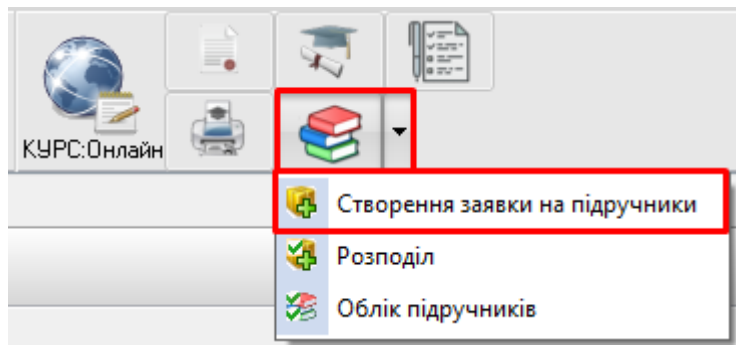 КУРС:Онлайн
Створення заявки на підручники
Розподіл
Облік підручників